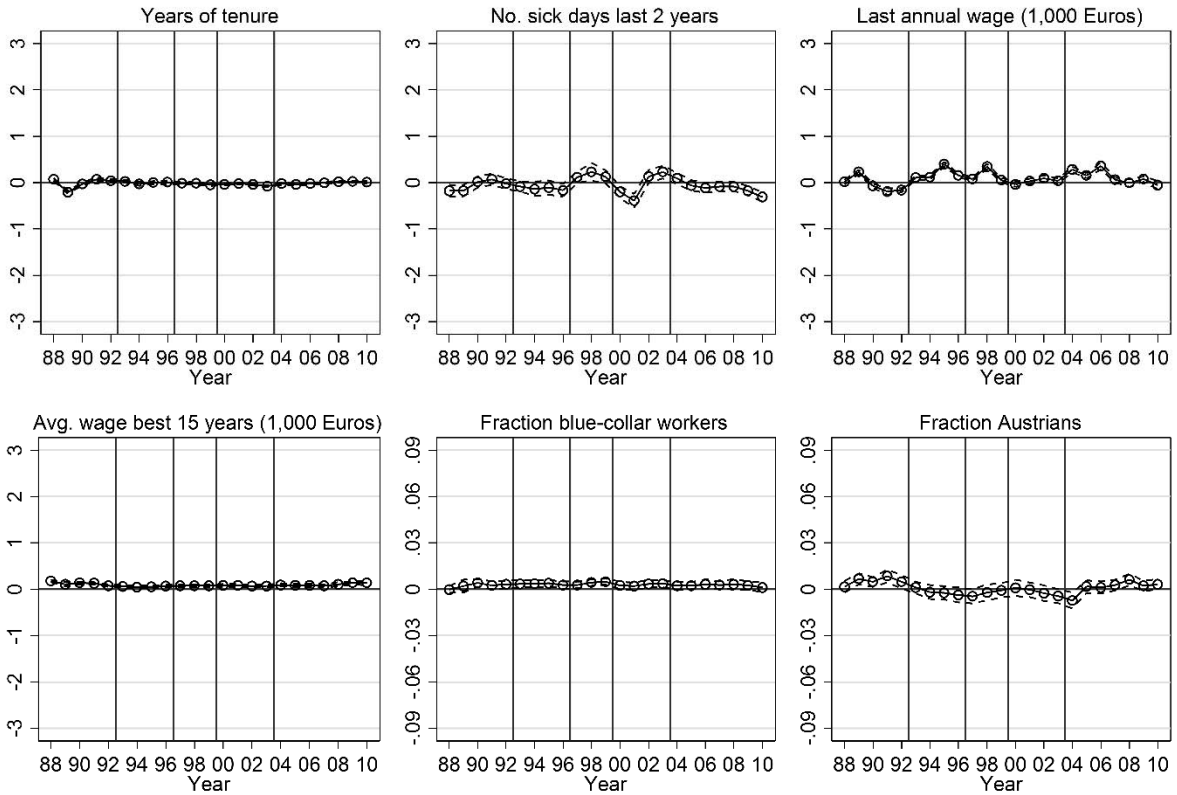 Years of tenure
3
2
1
0
-1
-2
-3
88 90 92 94 96 98 00 02 04 06 08 10
Year
No. sick days last 2 years
3
2
1
0
-1
-2
-3
88 90 92 94 96 98 00 02 04 06 08 10
Year
Last annual wage (1,000 Euros)
3
2
1
0
-1
-2
-3
88 90 92 94 96 98 00 02 04 06 08 10
Year
Avg. wage best 15 years (1,000 Euros)
3
2
1
0
-1
-2
-3
88 90 92 94 96 98 00 02 04 06 08 10
Year
Fraction blue-collar workers
.09
.06
.03
0
-.03
-.06
-.09
88 90 92 94 96 98 00 02 04 06 08 10
Year
Fraction Austrians
.09
.06
.03
0
-.03
-.06
-.09
88 90 92 94 96 98 00 02 04 06 08 10
Year